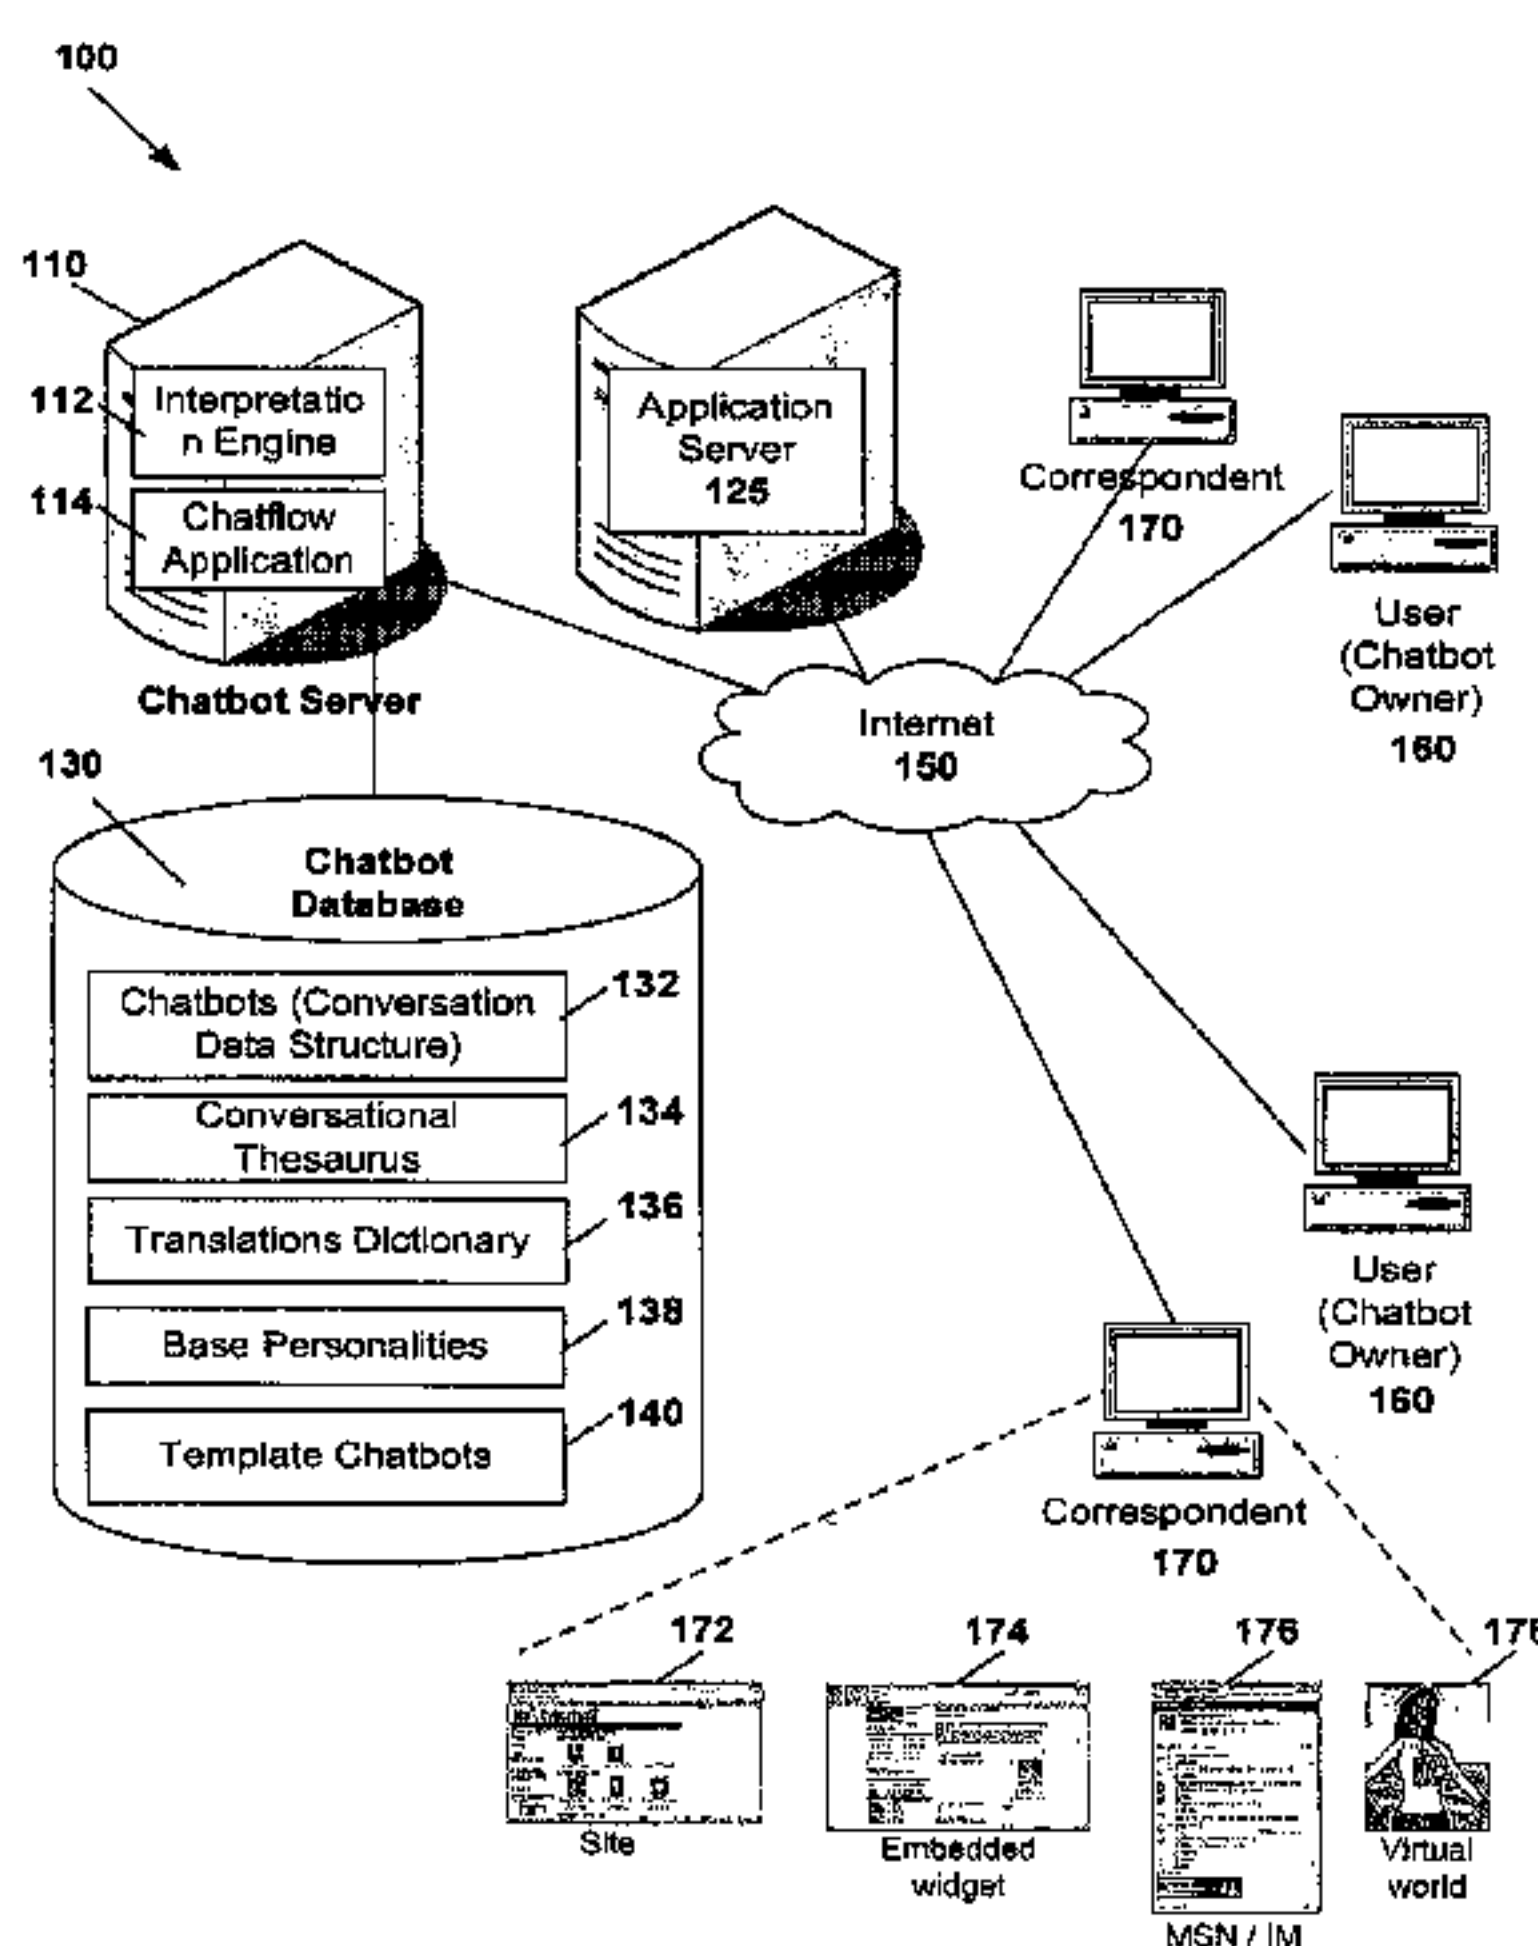 100
110
112
Interpretatio
n Engine
114
Chatflow
Application
Chatbot Server
Application
Server
125
Correspondent
170
User
(Chatbot
Owner)
160
Internet
150
130
Chatbot
Database
Chatbots (Conversation
Data Structure)
132
Conversational
Thesaurus
134
Translations Dictionary
136
Base Personalities
138
Template Chatbots
140
User
(Chatbot
Owner)
160
Correspondent
170
172
174
176
Site
Embedded
widget
MSN / IM
Virtual
world